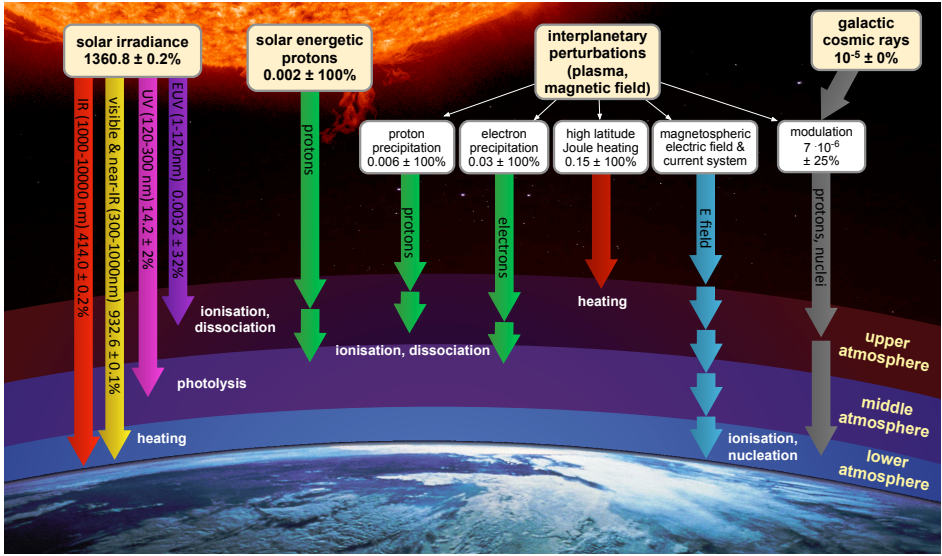 solar irradiance
1360.8 ± 0.2%
solar energetic
protons
0.002 ± 100%
interplanetary
perturbations
(plasma,
magnetic field)
galactic
cosmic rays
10⁻⁵ ± 0%
IR (1000-10000 nm) 414.0 ± 0.2%
visible & near-IR (300-1000nm) 932.6 ± 0.1%
UV (120-300 nm) 14.2 ± 2%
EUV (1-120nm) 0.0032 ± 32%
protons
proton
precipitation
0.006 ± 100%
electron
precipitation
0.03 ± 100%
high latitude
Joule heating
0.15 ± 100%
magnetospheric
electric field &
current system
modulation
7 ·10⁻⁶
± 25%
protons
electrons
E field
protons, nuclei
ionisation,
dissociation
heating
ionisation, dissociation
photolysis
heating
ionisation,
nucleation
upper
atmosphere
middle
atmosphere
lower
atmosphere